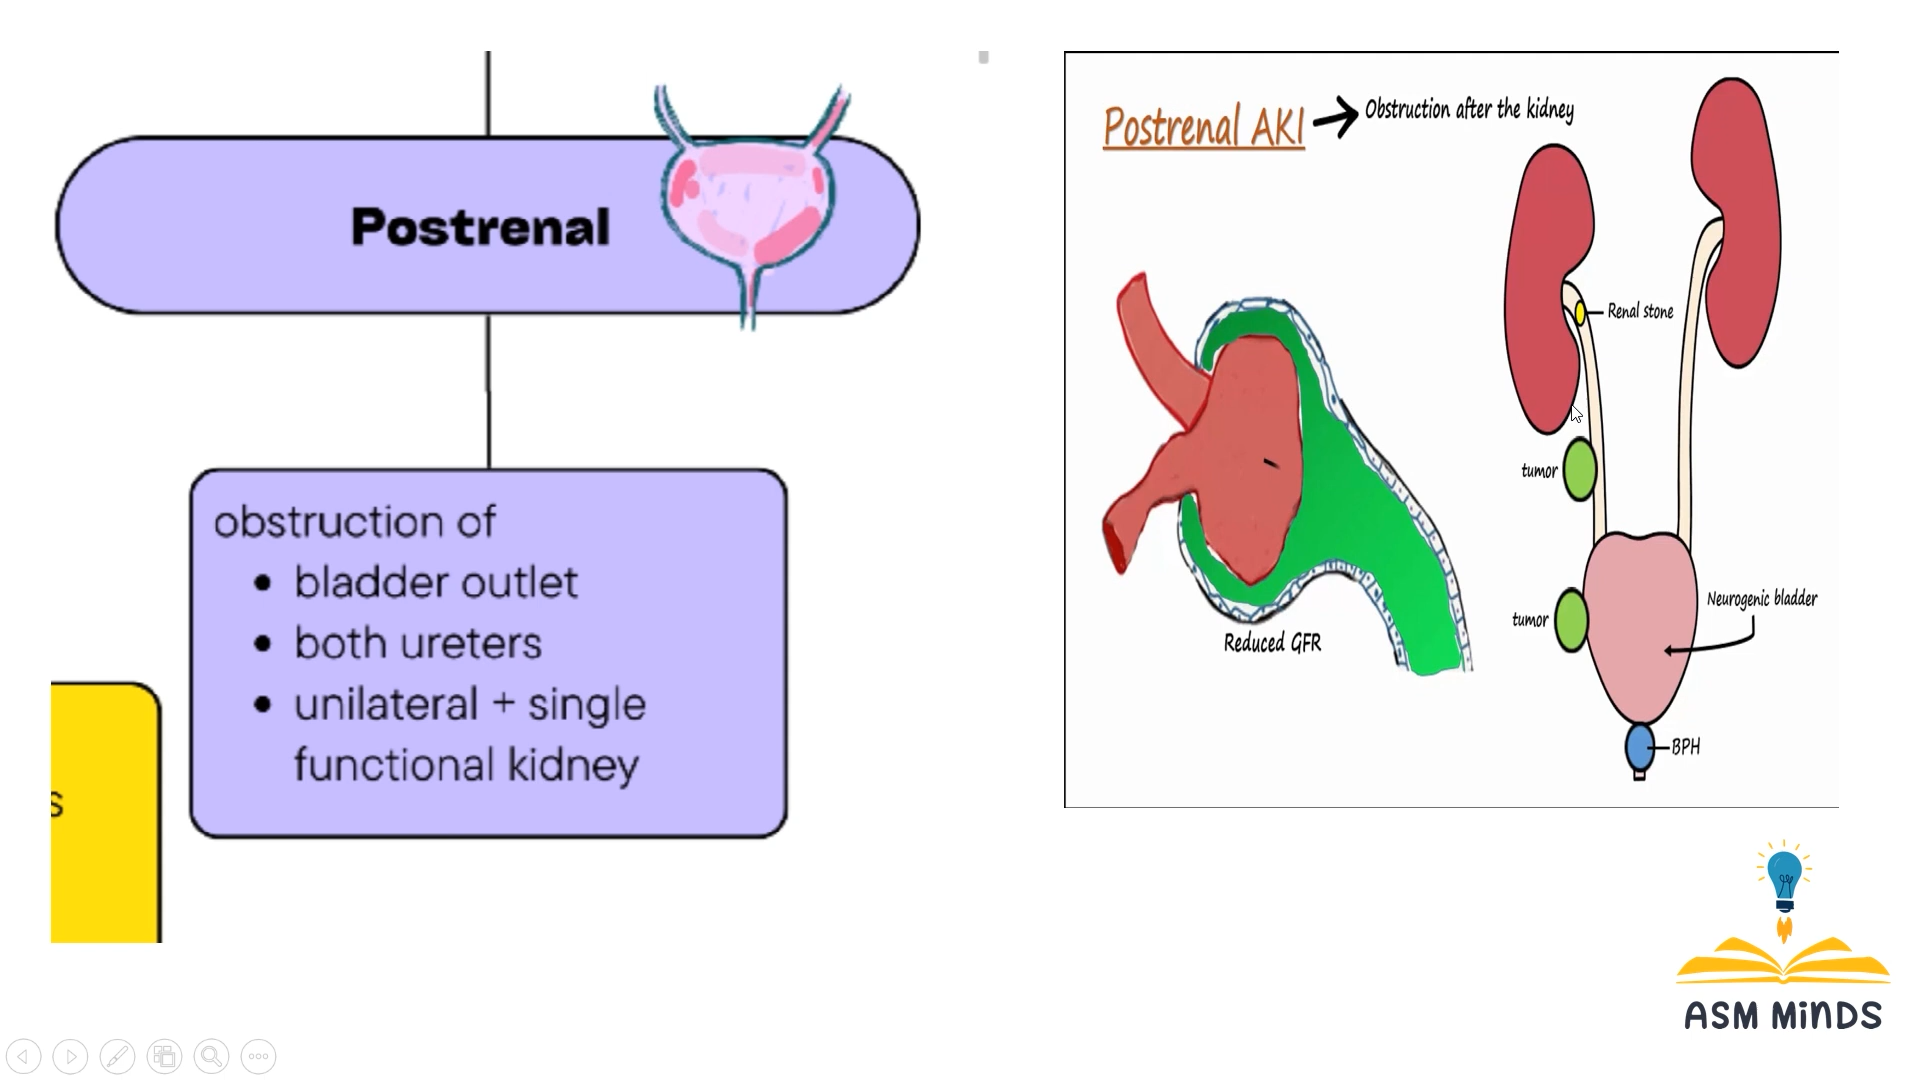 Postrenal
obstruction of
• bladder outlet
• both ureters
• unilateral + single
functional kidney
s
Postrenal AKI
Obstruction after the kidney
Renal stone
tumor
tumor
Neurogenic bladder
Reduced GFR
BPH
ASM MiNDS